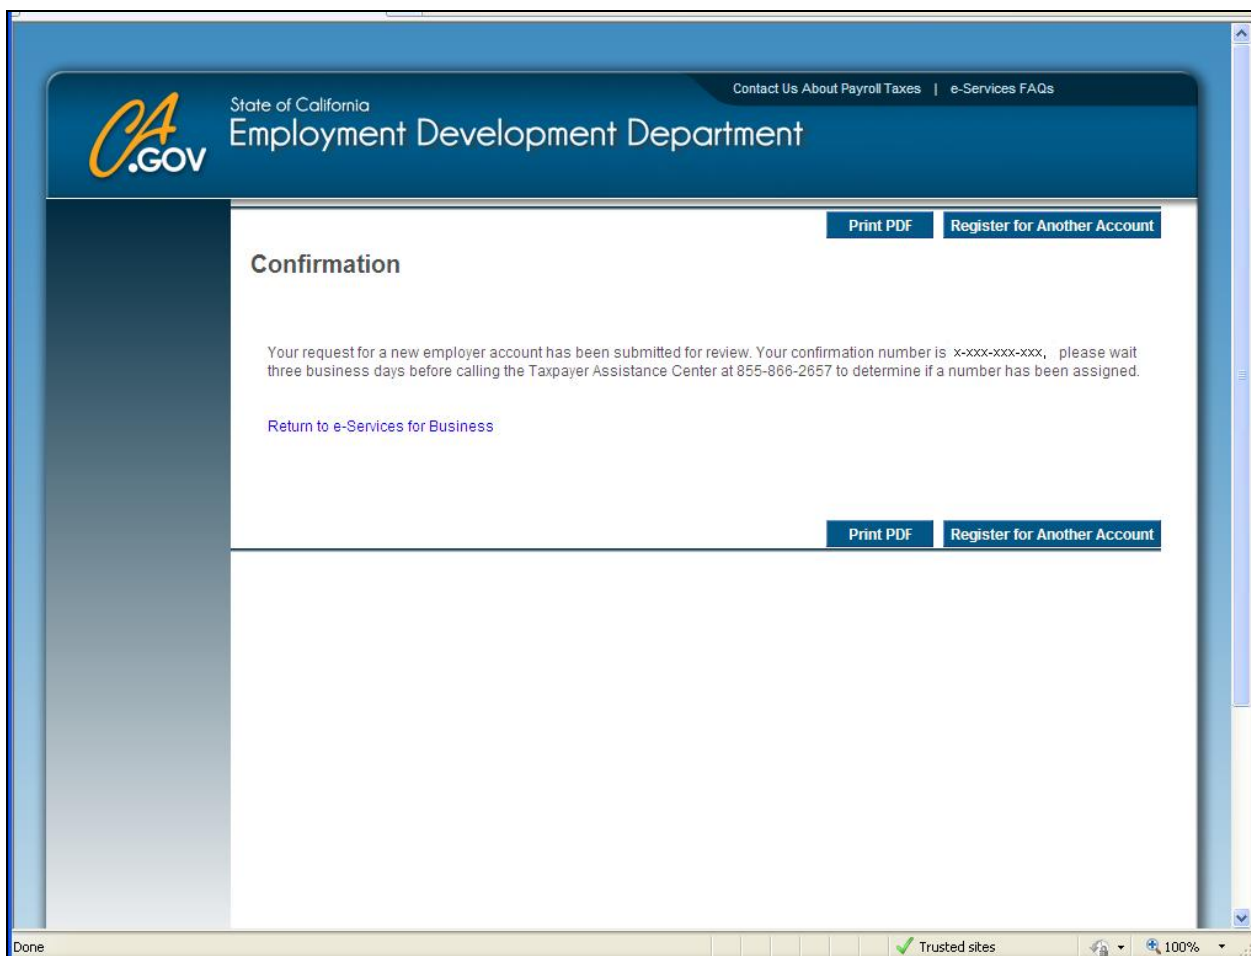 Contact Us About Payroll Taxes | e-Services FAQs
CA
.GOV
State of California
Employment Development Department
Print PDF Register for Another Account
Confirmation
Your request for a new employer account has been submitted for review. Your confirmation number is x-xxx-xxx-xxx, please wait
three business days before calling the Taxpayer Assistance Center at 855-866-2657 to determine if a number has been assigned.
Return to e-Services for Business
Print PDF Register for Another Account
Done Trusted sites 100%